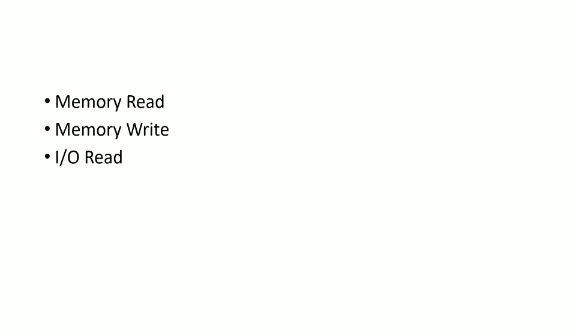 • Memory Read
• Memory Write
• I/O Read